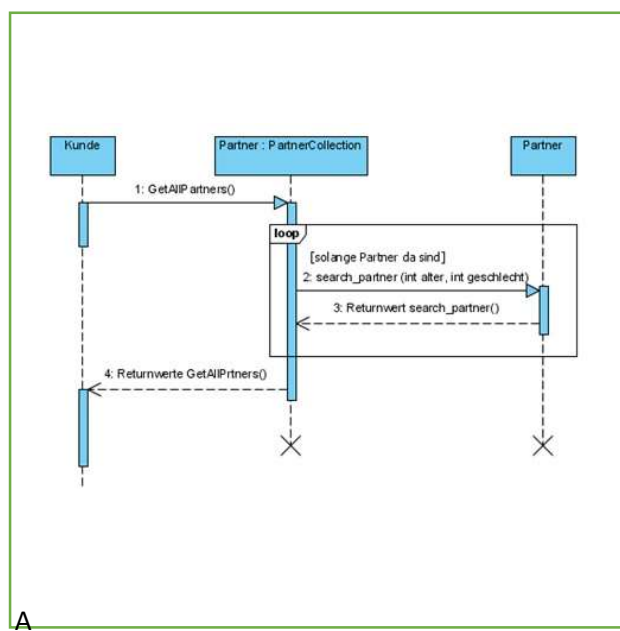 Kunde
Partner : PartnerCollection
Partner
1: GetAllPartners()
loop
[solange Partner da sind]
2: search_partner (int alter, int geschlecht)
3: Returnwert search_partner()
4: Returnwerte GetAllPrtners()
A